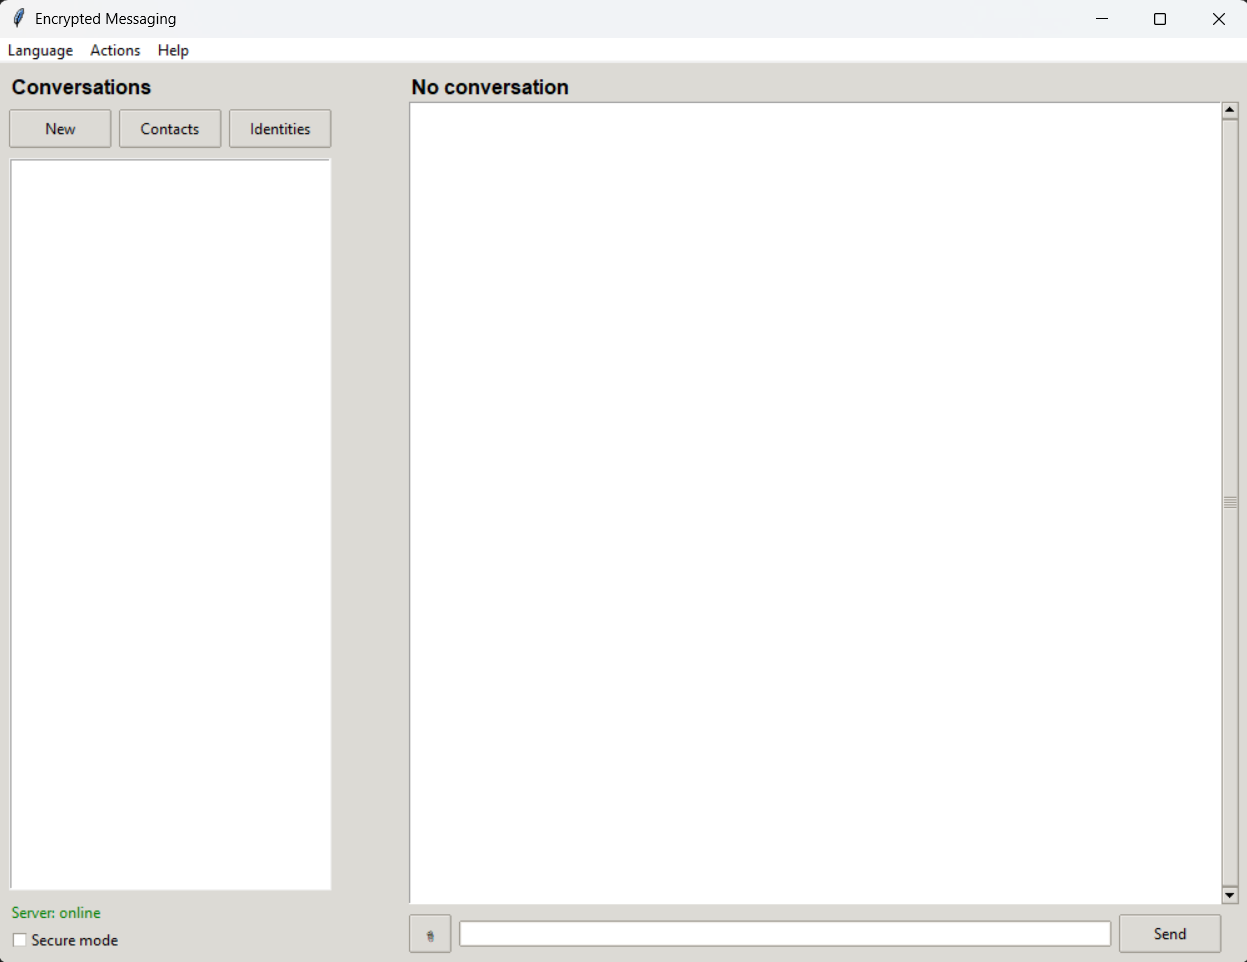 Encrypted Messaging
Language Actions Help
Conversations
New Contacts Identities
No conversation
Server: online
Secure mode
Send